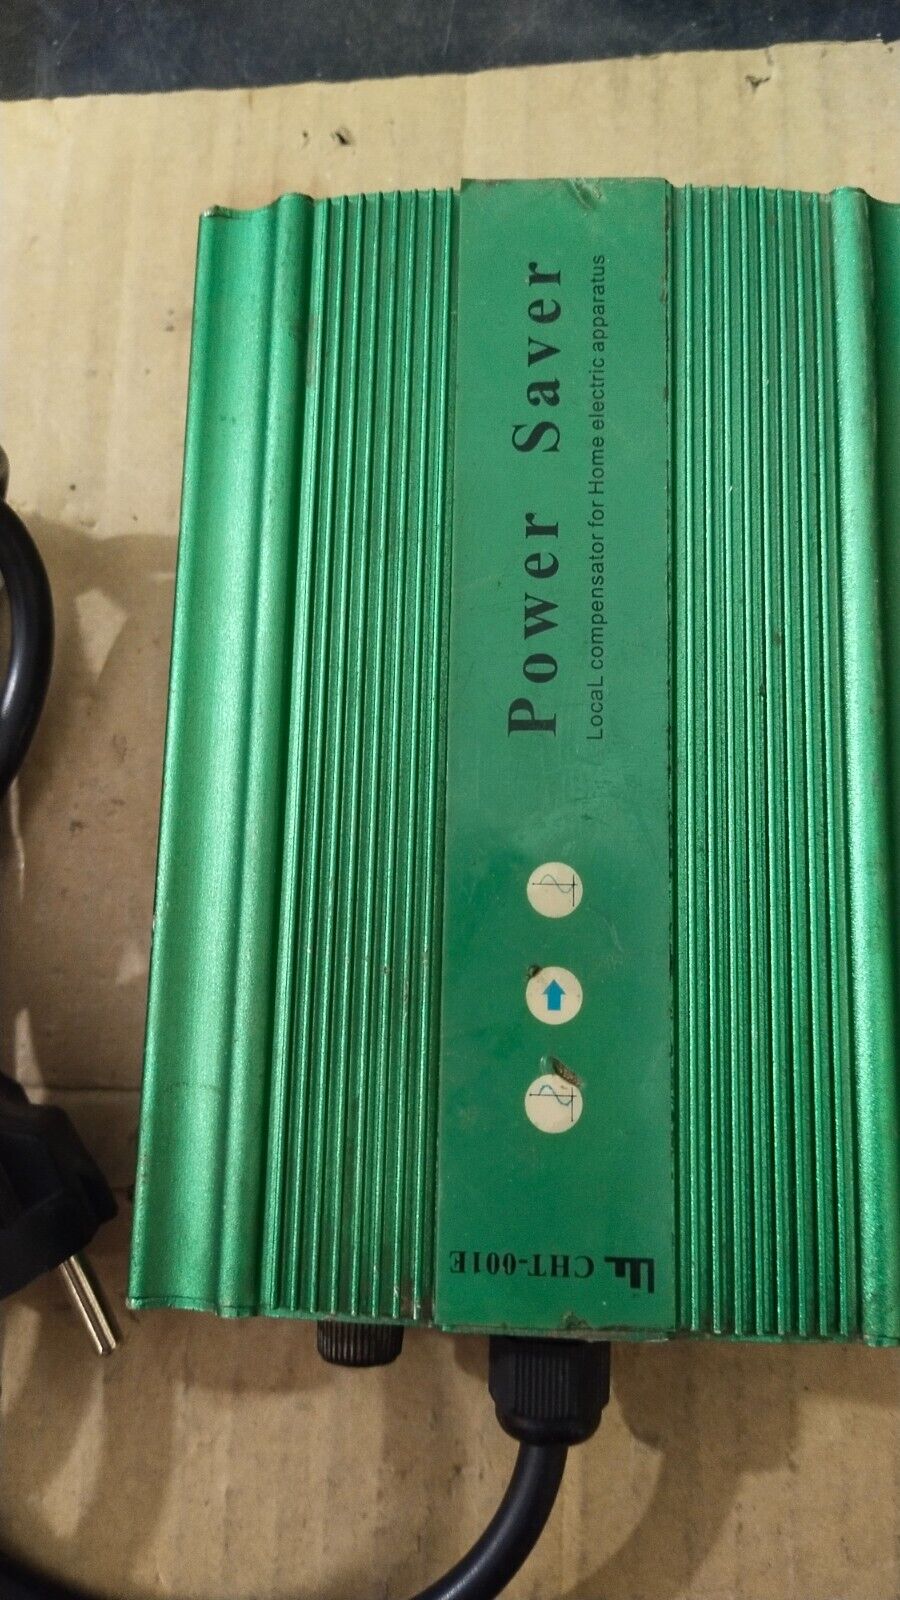 Power Saver
LocaL compensator for Home electric apparatus
CHT-001E